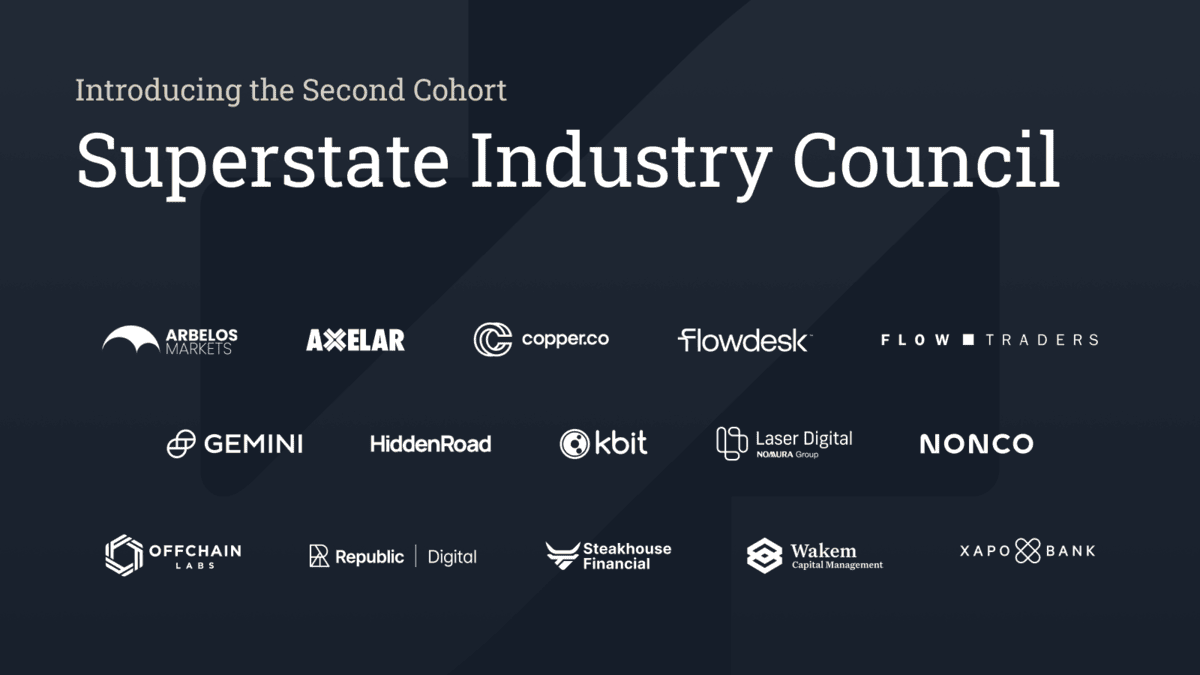 Introducing the Second Cohort
Superstate Industry Council
ARBELOS
MARKETS
AXELAR
copper.co
flowdesk
FLOW TRADERS
GEMINI
HiddenRoad
kbit
Laser Digital
NOMURA Group
NONCO
OFFCHAIN
LABS
Republic | Digital
Steakhouse
Financial
Wakem
Capital Management
XAPO BANK